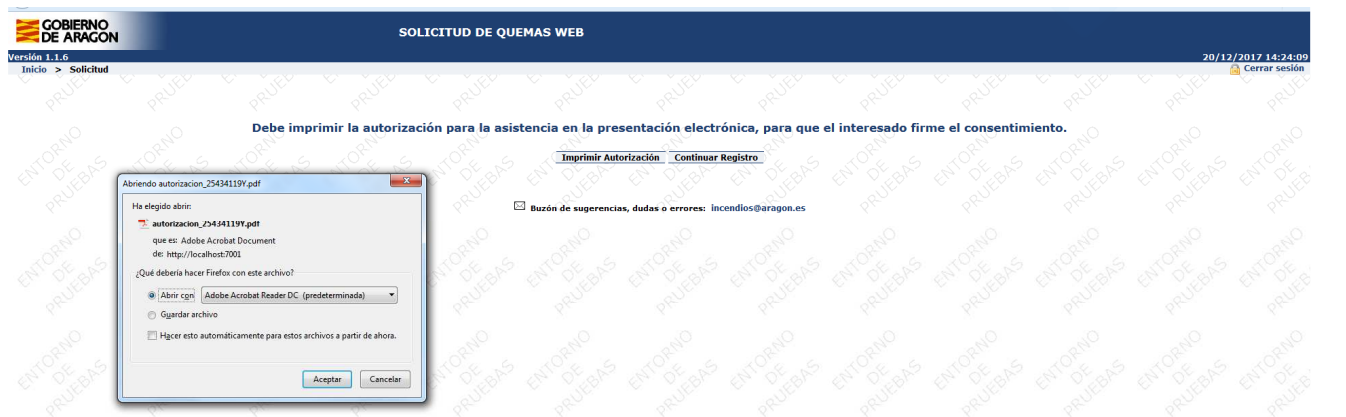 GOBIERNO
DE ARAGON
SOLICITUD DE QUEMAS WEB
Versión 1.1.6
20/12/2017 14:24:09
Inicio > Solicitud
Cerrar sesión
Debe imprimir la autorización para la asistencia en la presentación electrónica, para que el interesado firme el consentimiento.
Imprimir Autorización Continuar Registro
Buzón de sugerencias, dudas o errores: incendios@aragon.es
Abriendo autorizacion_25434119Y.pdf
Ha elegido abrir:
autorizacion_25434119Y.pdf
que es: Adobe Acrobat Document
de: http://localhost:7001
¿Qué debería hacer Firefox con este archivo?
Abrir con Adobe Acrobat Reader DC (predeterminada)
Guardar archivo
Hacer esto automáticamente para estos archivos a partir de ahora.
Aceptar Cancelar
ENTORNO
DE
PRUEBAS